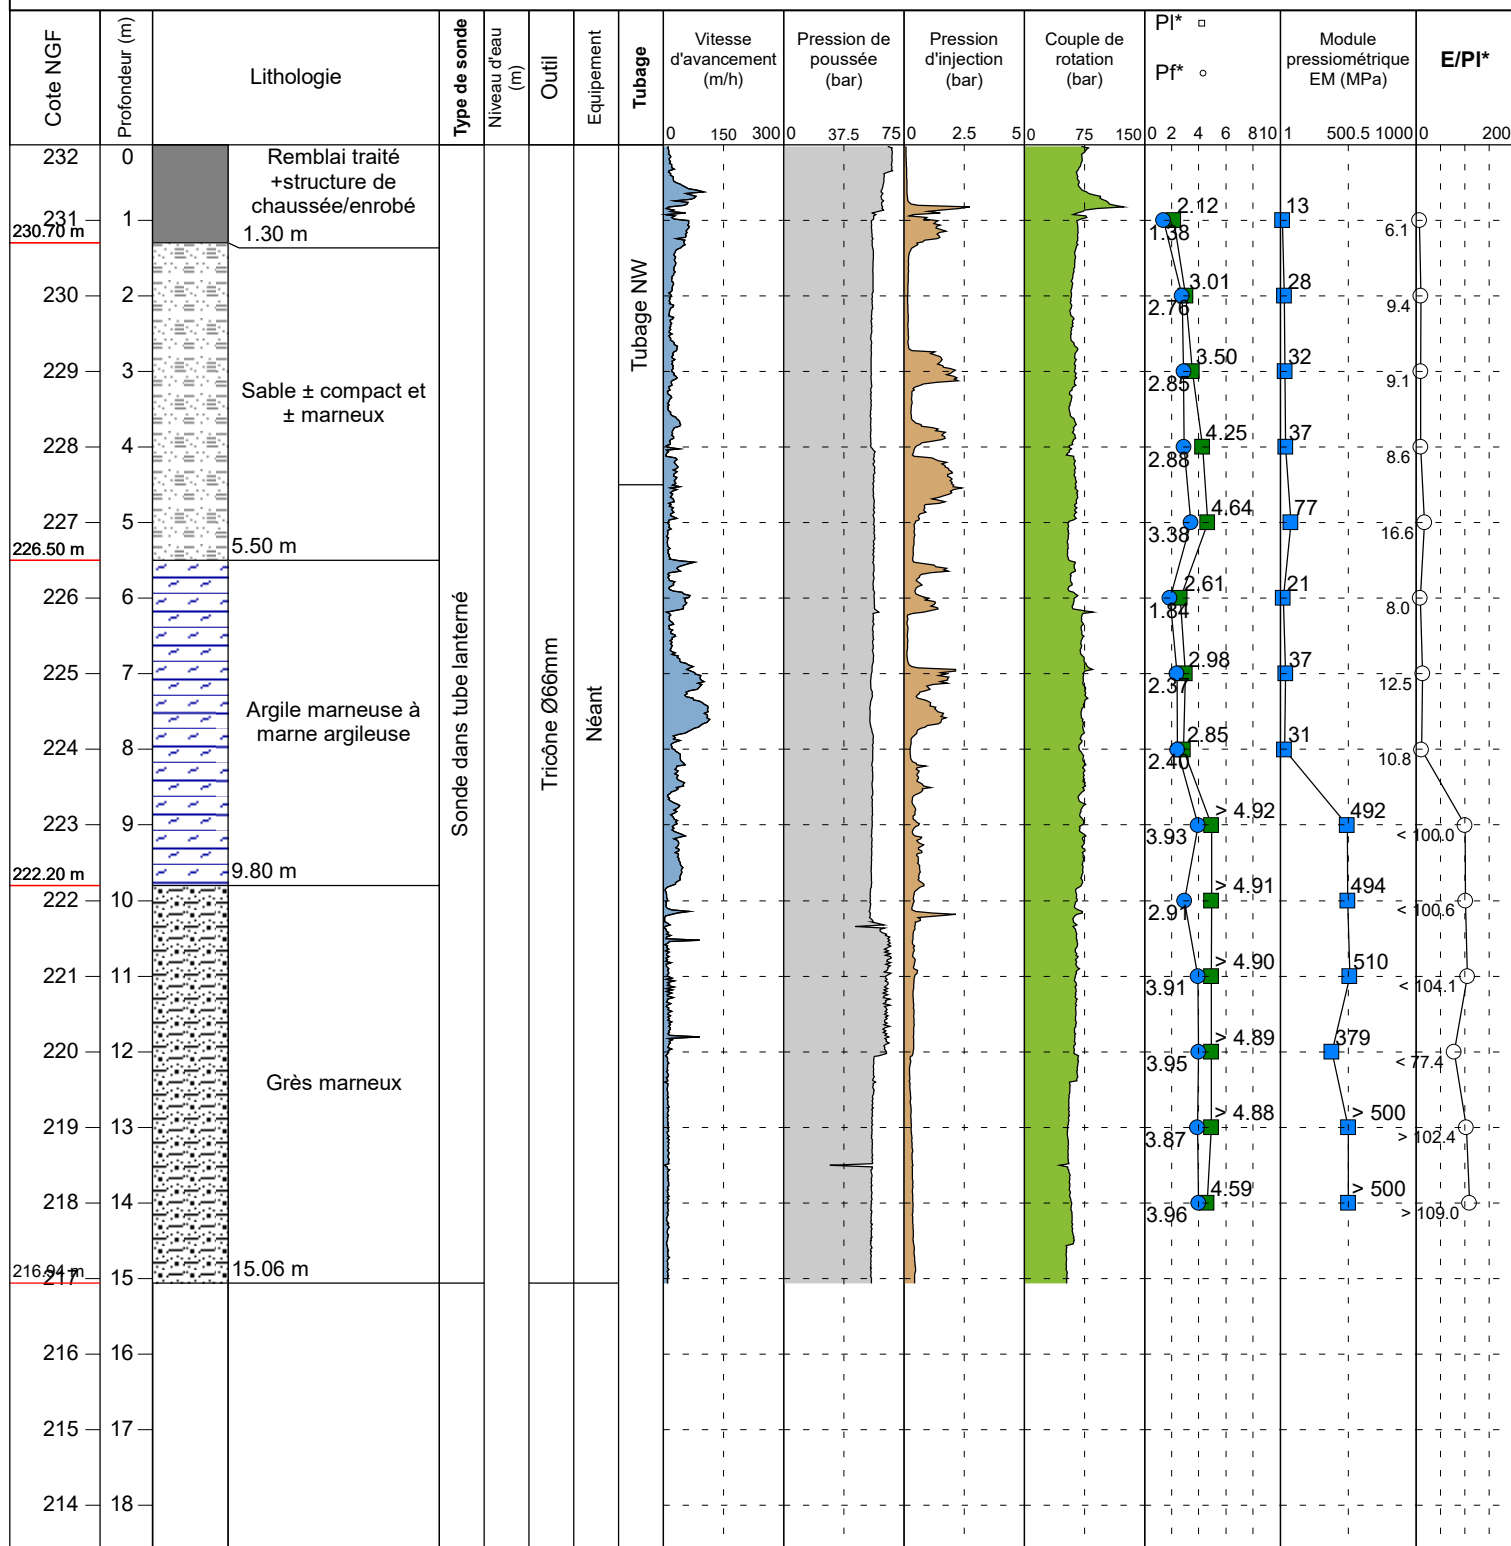 Cote NGF
Profondeur (m)
Lithologie
Type de sonde
Niveau d'eau
(m)
Outil
Equipement
Tubage
Vitesse
d'avancement
(m/h)
Pression de
poussée
(bar)
Pression
d'injection
(bar)
Couple de
rotation
(bar)
Pl*
Pf*
Module
pressiométrique
EM (MPa)
E/Pl*
0 150 300
0 37.5 75
0 2.5 5
0 75 150
0 2 4 6 8 10
1 500.5 1000
0 200
232 0
231 1
230.70 m
230 2
229 3
228 4
227 5
226.50 m
226 6
225 7
224 8
223 9
222.20 m
222 10
221 11
220 12
219 13
218 14
216.94 m
217 15
216 16
215 17
214 18
Remblai traité
+structure de
chaussée/enrobé
1.30 m
Sable ± compact et
± marneux
5.50 m
Argile marneuse à
marne argileuse
9.80 m
Grès marneux
15.06 m
Sonde dans tube lanterné
Tricône Ø66mm
Néant
Tubage NW
2.12 13
1.38 6.1
3.01 28
2.76 9.4
3.50 32
2.85 9.1
4.25 37
2.88 8.6
4.64 77
3.38 16.6
2.61 21
1.84 8.0
2.98 37
2.37 12.5
2.85 31
2.40 10.8
> 4.92 492
3.93 < 100.0
> 4.91 494
2.91 < 100.6
> 4.90 510
3.91 < 104.1
> 4.89 379
3.95 < 77.4
> 4.88 > 500
3.87 > 102.4
4.59 > 500
3.96 > 109.0